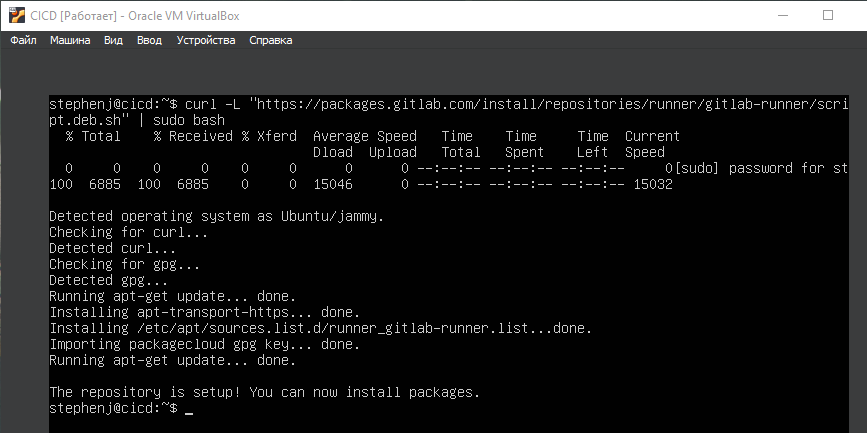 CICD [Работает] - Oracle VM VirtualBox
Файл Машина Вид Ввод Устройства Справка
stephenj@cicd:~$ curl -L "https://packages.gitlab.com/install/repositories/runner/gitlab-runner/scri
pt.deb.sh" | sudo bash
  % Total    % Received % Xferd  Average Speed   Time    Time     Time  Current
                                 Dload  Upload   Total   Spent    Left  Speed
  0     0    0     0    0     0      0      0 --:--:-- --:--:-- --:--:--     0[sudo] password for st
100  6885  100  6885    0     0  15046      0 --:--:-- --:--:-- --:--:-- 15032
Detected operating system as Ubuntu/jammy.
Checking for curl...
Detected curl...
Checking for gpg...
Detected gpg...
Running apt-get update... done.
Installing apt-transport-https... done.
Installing /etc/apt/sources.list.d/runner_gitlab-runner.list...done.
Importing packagecloud gpg key... done.
Running apt-get update... done.
The repository is setup! You can now install packages.
stephenj@cicd:~$ _